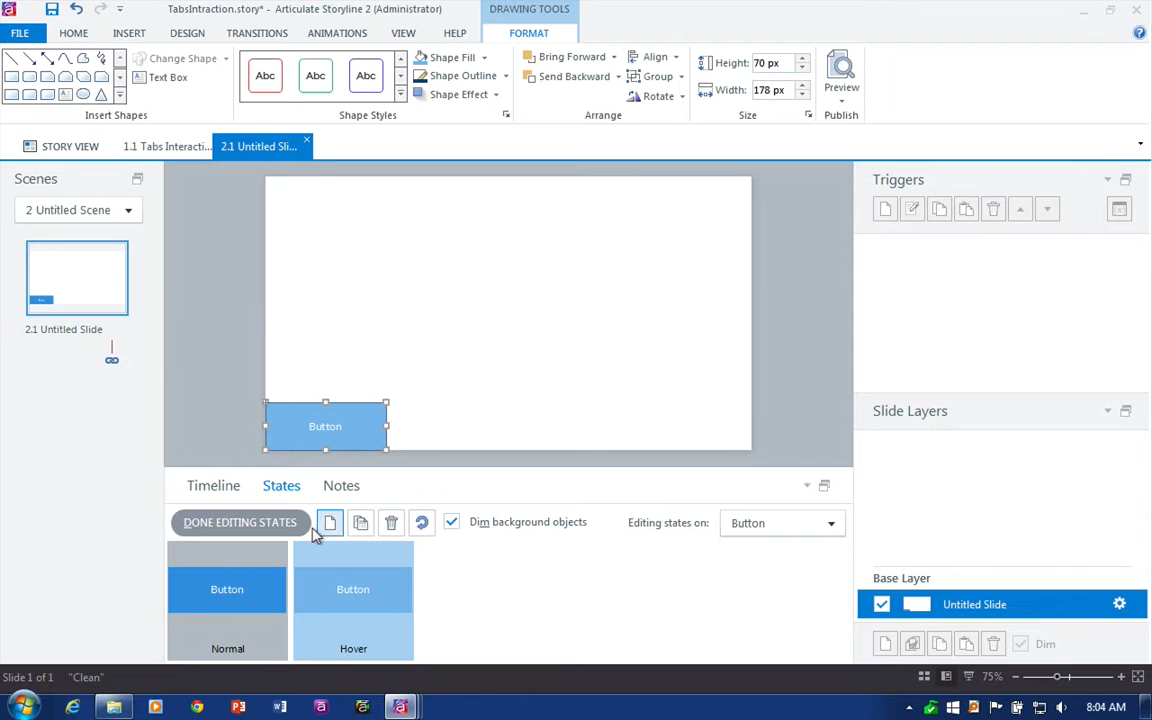 TabsIntraction.story* - Articulate Storyline 2 (Administrator)
DRAWING TOOLS
FILE HOME INSERT DESIGN TRANSITIONS ANIMATIONS VIEW HELP FORMAT
Change Shape
Text Box
Insert Shapes
Abc Abc Abc
Shape Fill
Shape Outline
Shape Effect
Shape Styles
Bring Forward
Send Backward
Align
Group
Rotate
Arrange
Height: 70 px
Width: 178 px
Size
Preview
Publish
STORY VIEW
1.1 Tabs Interacti...
2.1 Untitled Sli...
Scenes
2 Untitled Scene
2.1 Untitled Slide
Button
Triggers
Slide Layers
Base Layer
Untitled Slide
Dim
Timeline States Notes
DONE EDITING STATES
Dim background objects
Editing states on:
Button
Button
Normal
Button
Hover
Slide 1 of 1 "Clean"
75%
8:04 AM